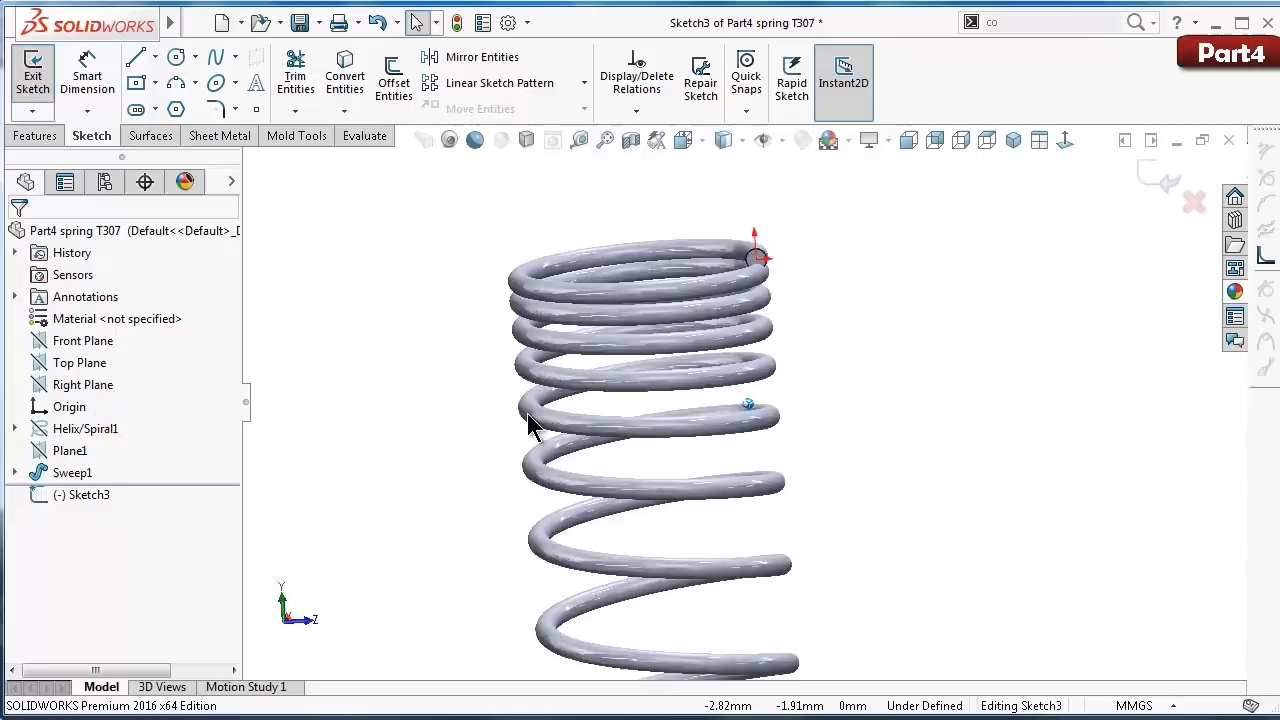 SOLIDWORKS
Sketch3 of Part4 spring T307 *
co
?
Part4
Exit Sketch
Smart Dimension
Trim Entities
Convert Entities
Offset Entities
Mirror Entities
Linear Sketch Pattern
Move Entities
Display/Delete Relations
Repair Sketch
Quick Snaps
Rapid Sketch
Instant2D
Features
Sketch
Surfaces
Sheet Metal
Mold Tools
Evaluate
Part4 spring T307 (Default<<Default>_D
History
Sensors
Annotations
Material <not specified>
Front Plane
Top Plane
Right Plane
Origin
Helix/Spiral1
Plane1
Sweep1
(-) Sketch3
Y
Z
Model
3D Views
Motion Study 1
SOLIDWORKS Premium 2016 x64 Edition
-2.82mm
-1.91mm
0mm
Under Defined
Editing Sketch3
MMGS